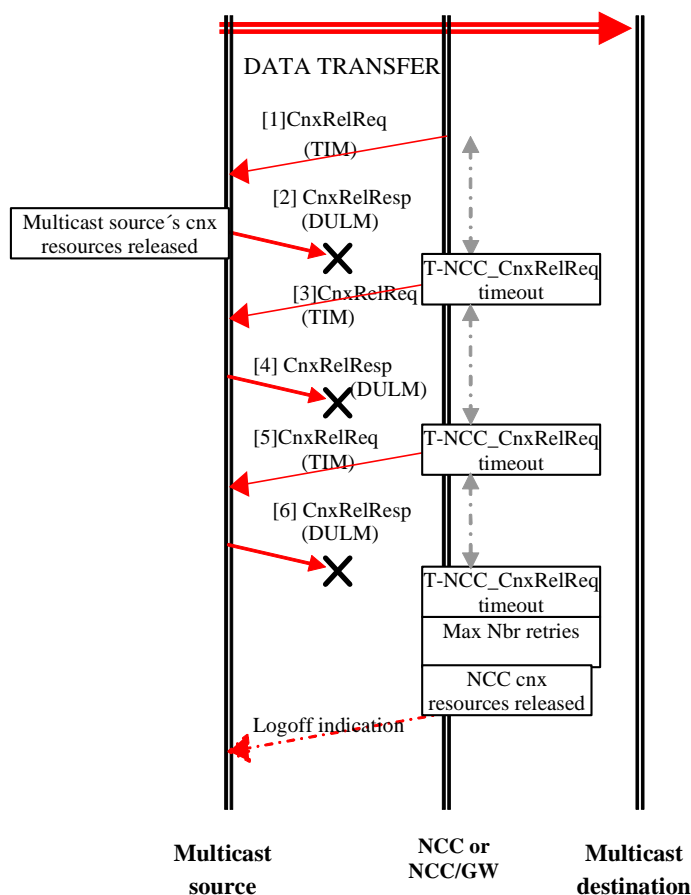 DATA TRANSFER
[1]CnxRelReq
(TIM)
[2] CnxRelResp
(DULM)
Multicast source´s cnx
resources released
T-NCC_CnxRelReq
timeout
[3]CnxRelReq
(TIM)
[4] CnxRelResp
(DULM)
[5]CnxRelReq
(TIM)
T-NCC_CnxRelReq
timeout
[6] CnxRelResp
(DULM)
T-NCC_CnxRelReq
timeout
Max Nbr retries
NCC cnx
resources released
Logoff indication
Multicast
source
NCC or
NCC/GW
Multicast
destination